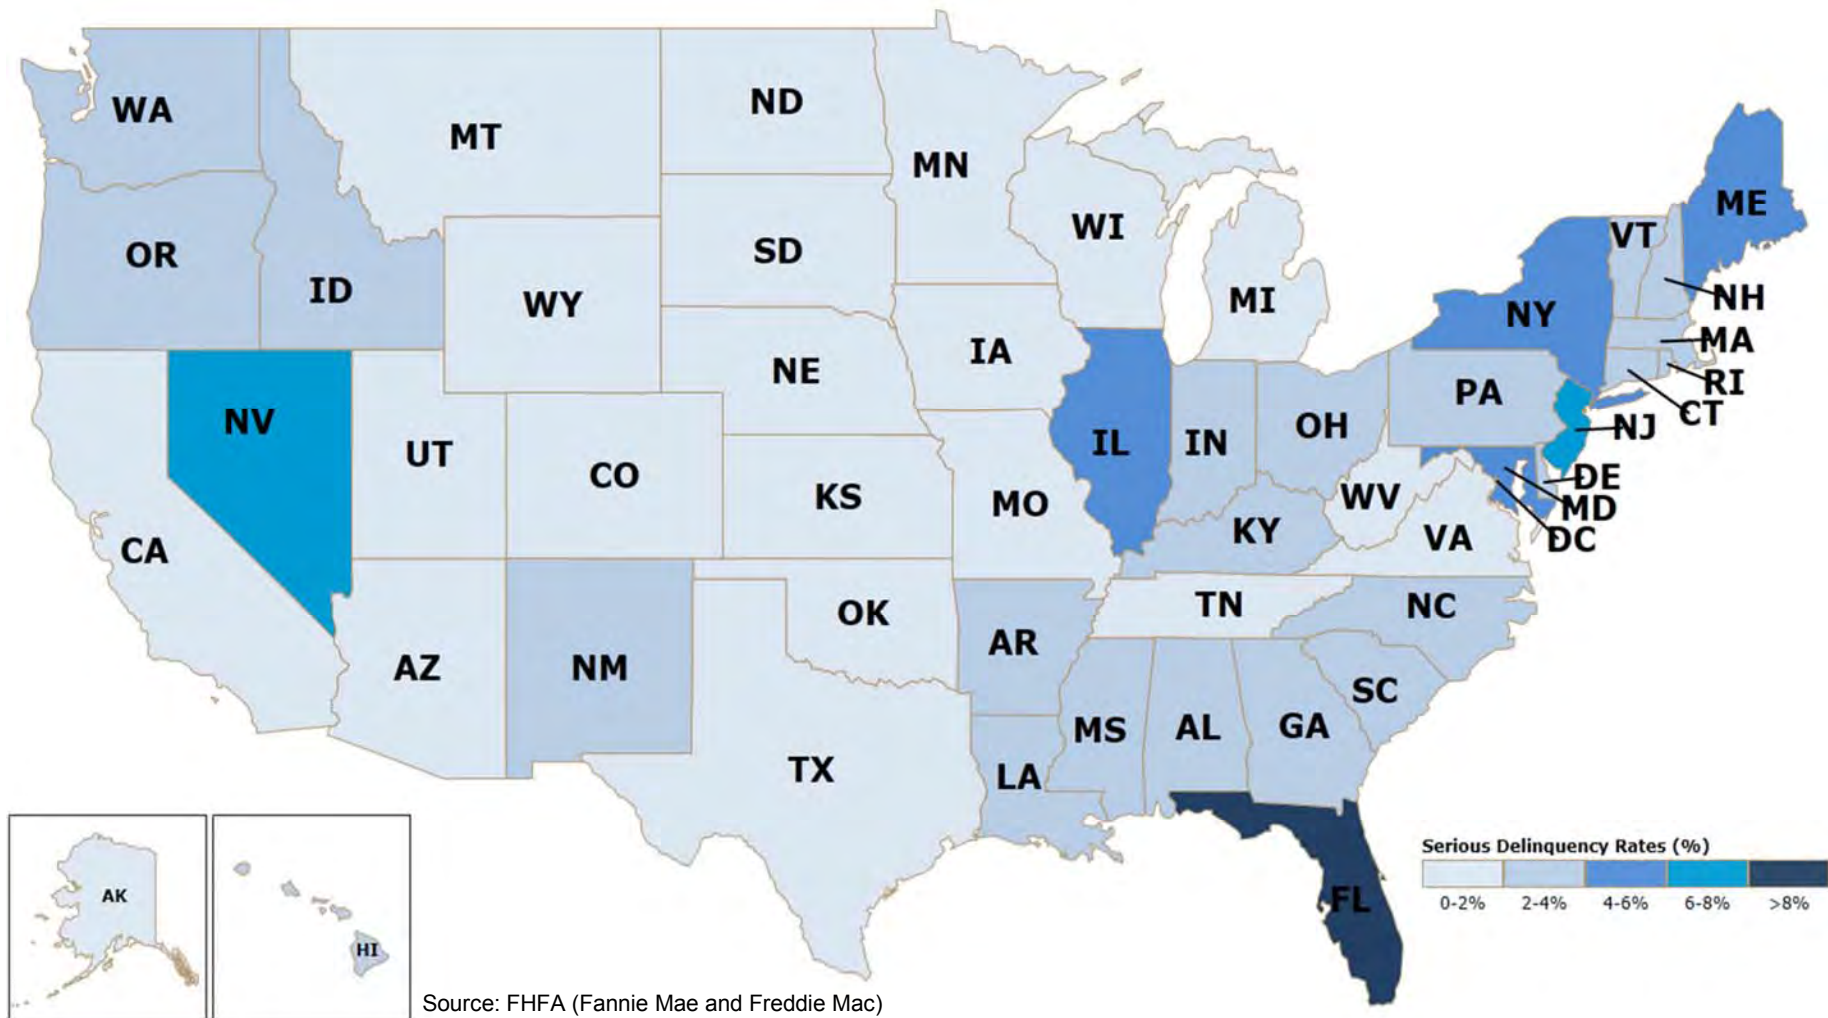 WA
MT
ND
MN
ME
OR
ID
WY
SD
WI
MI
VT
NH
NY
MA
NV
UT
CO
NE
IA
IL
IN
OH
PA
RI
CT
NJ
CA
KS
MO
KY
WV
VA
DE
MD
DC
AZ
NM
OK
AR
TN
NC
TX
LA
MS
AL
GA
SC
FL
AK
HI
Serious Delinquency Rates (%)
0-2% 2-4% 4-6% 6-8% >8%
Source: FHFA (Fannie Mae and Freddie Mac)